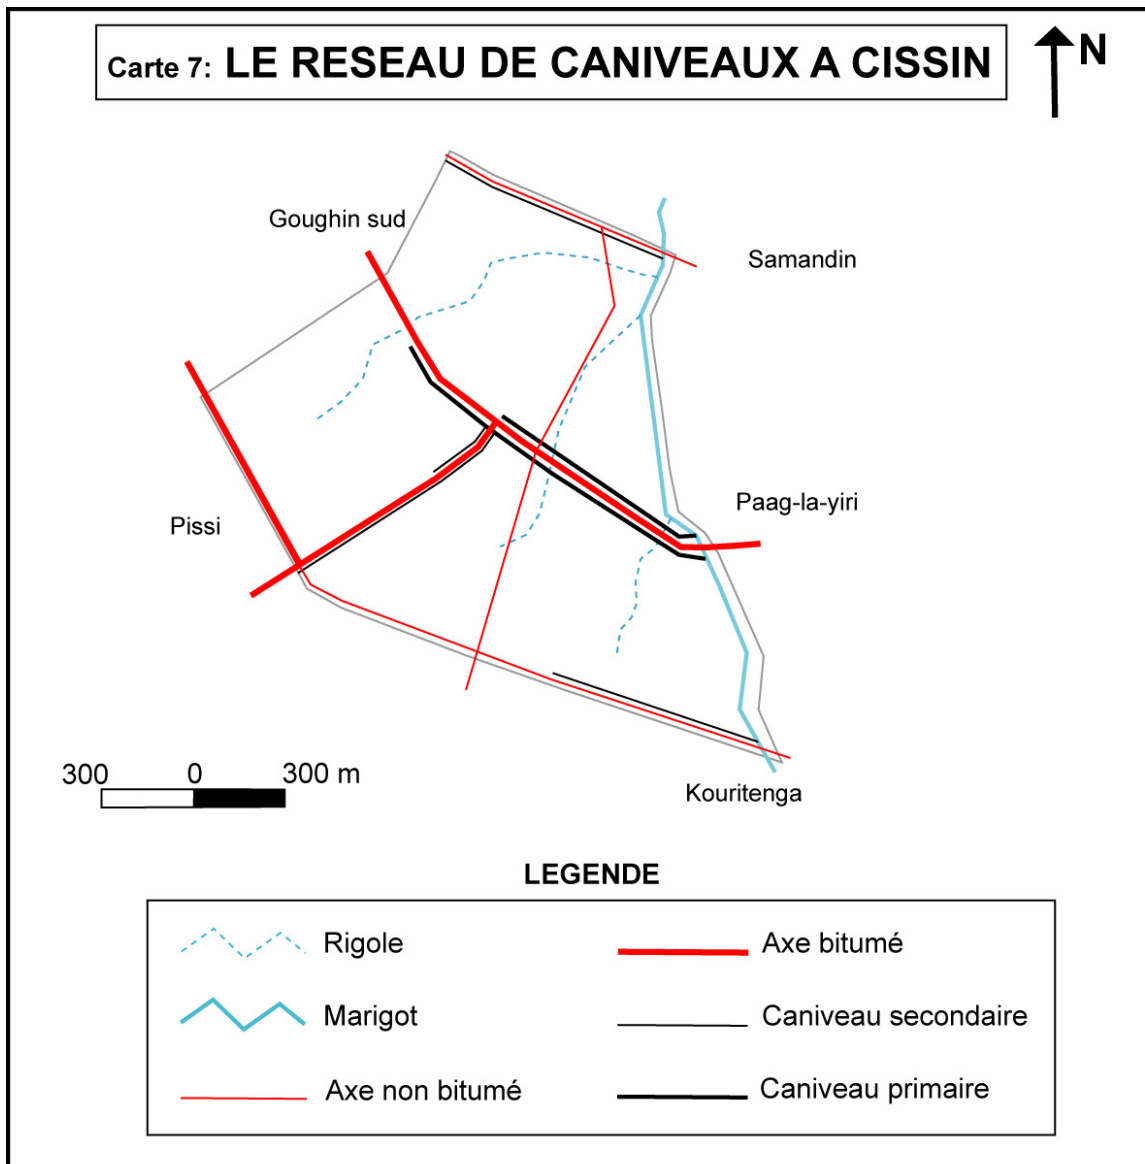 Carte 7: LE RESEAU DE CANIVEAUX A CISSIN
N
Goughin sud
Samandin
Paag-la-yiri
Pissi
Kouritenga
300 0 300 m
LEGENDE
Rigole
Axe bitumé
Marigot
Caniveau secondaire
Axe non bitumé
Caniveau primaire